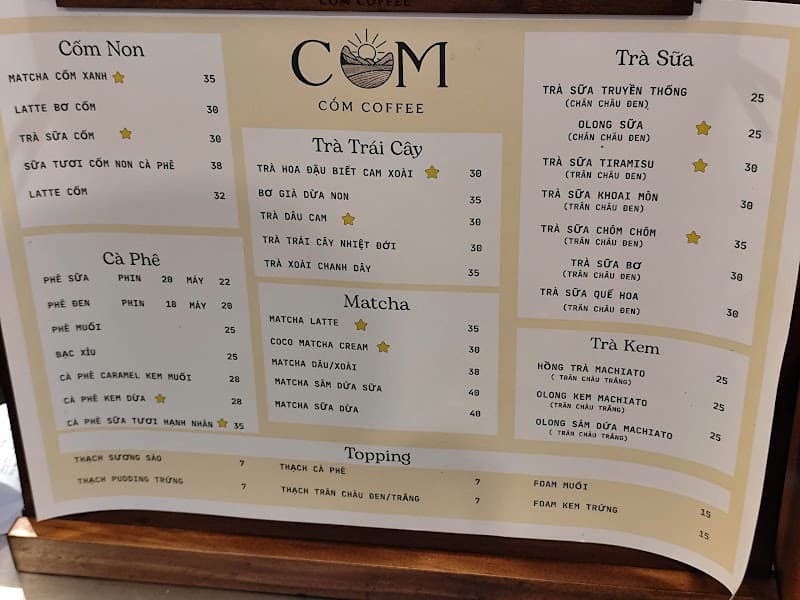 CÓM COFFEE
CỐM
CÓM COFFEE
Cốm Non
MATCHA CỐM XANH 35
LATTE BƠ CỐM 30
TRÀ SỮA CỐM 30
SỮA TƯƠI CỐM NON CÀ PHÊ 38
LATTE CỐM 32
Cà Phê
PHÊ SỮA PHIN 20 MÁY 22
PHÊ ĐEN PHIN 18 MÁY 20
PHÊ MUỐI 25
BẠC XỈU 25
CÀ PHÊ CARAMEL KEM MUỐI 28
CÀ PHÊ KEM DỪA 28
CÀ PHÊ SỮA TƯƠI HẠNH NHÂN 35
Trà Trái Cây
TRÀ HOA ĐẬU BIẾT CAM XOÀI 30
BƠ GIÀ DỪA NON 35
TRÀ DÂU CAM 30
TRÀ TRÁI CÂY NHIỆT ĐỚI 30
TRÀ XOÀI CHANH DÂY 35
Matcha
MATCHA LATTE 35
COCO MATCHA CREAM 30
MATCHA DÂU/XOÀI 38
MATCHA SÂM DỨA SỮA 40
MATCHA SỮA DỪA 40
Trà Sữa
TRÀ SỮA TRUYỀN THỐNG 25
(CHÂN CHÂU ĐEN)
OLONG SỮA 25
(CHÂN CHÂU ĐEN)
TRÀ SỮA TIRAMISU 30
(TRÂN CHÂU ĐEN)
TRÀ SỮA KHOAI MÔN 30
(TRÂN CHÂU ĐEN)
TRÀ SỮA CHÔM CHÔM 35
(TRÂN CHÂU ĐEN)
TRÀ SỮA BƠ 30
(TRÂN CHÂU ĐEN)
TRÀ SỮA QUẾ HOA 30
(TRÂN CHÂU ĐEN)
Trà Kem
HỒNG TRÀ MACHIATO 25
( TRÂN CHÂU TRẮNG)
OLONG KEM MACHIATO 25
(TRÂN CHÂU TRẮNG)
OLONG SÂM DỨA MACHIATO 25
( TRÂN CHÂU TRẮNG)
Topping
THẠCH SƯƠNG SÁO 7
THẠCH PUDDING TRỨNG 7
THẠCH CÀ PHÊ 7
THẠCH TRÂN CHÂU ĐEN/TRẮNG 7
FOAM MUỐI 15
FOAM KEM TRỨNG 15